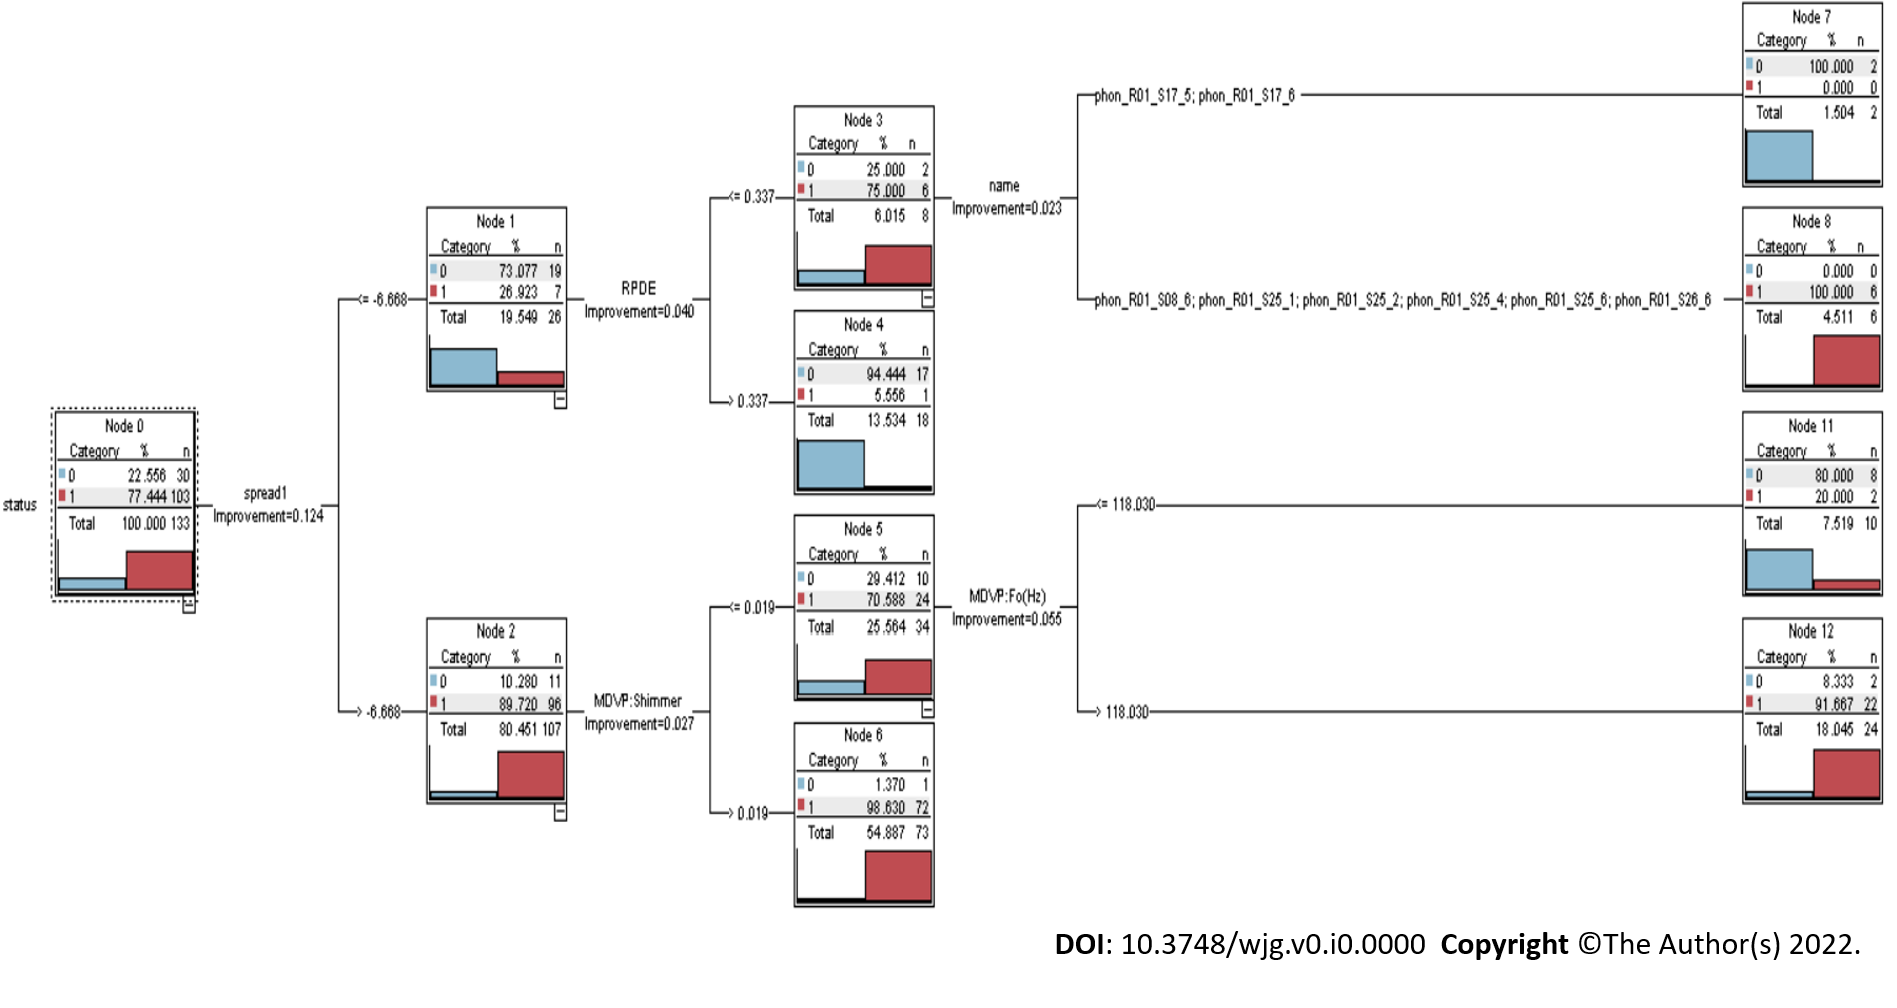 status
Node 0
Category % n
0 22.556 30
1 77.444 103
Total 100.000 133
spread1
Improvement=0.124
<= -6.668
> -6.668
Node 1
Category % n
0 73.077 19
1 26.923 7
Total 19.549 26
RPDE
Improvement=0.040
<= 0.337
> 0.337
Node 2
Category % n
0 10.280 11
1 89.720 96
Total 80.451 107
MDVP:Shimmer
Improvement=0.027
<= 0.019
> 0.019
Node 3
Category % n
0 25.000 2
1 75.000 6
Total 6.015 8
name
Improvement=0.023
phon_R01_S17_5; phon_R01_S17_6
phon_R01_S08_6; phon_R01_S25_1; phon_R01_S25_2; phon_R01_S25_4; phon_R01_S25_6; phon_R01_S26_6
Node 4
Category % n
0 94.444 17
1 5.556 1
Total 13.534 18
Node 5
Category % n
0 29.412 10
1 70.588 24
Total 25.564 34
MDVP:Fo(Hz)
Improvement=0.055
<= 118.030
> 118.030
Node 6
Category % n
0 1.370 1
1 98.630 72
Total 54.887 73
Node 7
Category % n
0 100.000 2
1 0.000 0
Total 1.504 2
Node 8
Category % n
0 0.000 0
1 100.000 6
Total 4.511 6
Node 11
Category % n
0 80.000 8
1 20.000 2
Total 7.519 10
Node 12
Category % n
0 8.333 2
1 91.667 22
Total 18.045 24
DOI: 10.3748/wjg.v0.i0.0000 Copyright ©The Author(s) 2022.